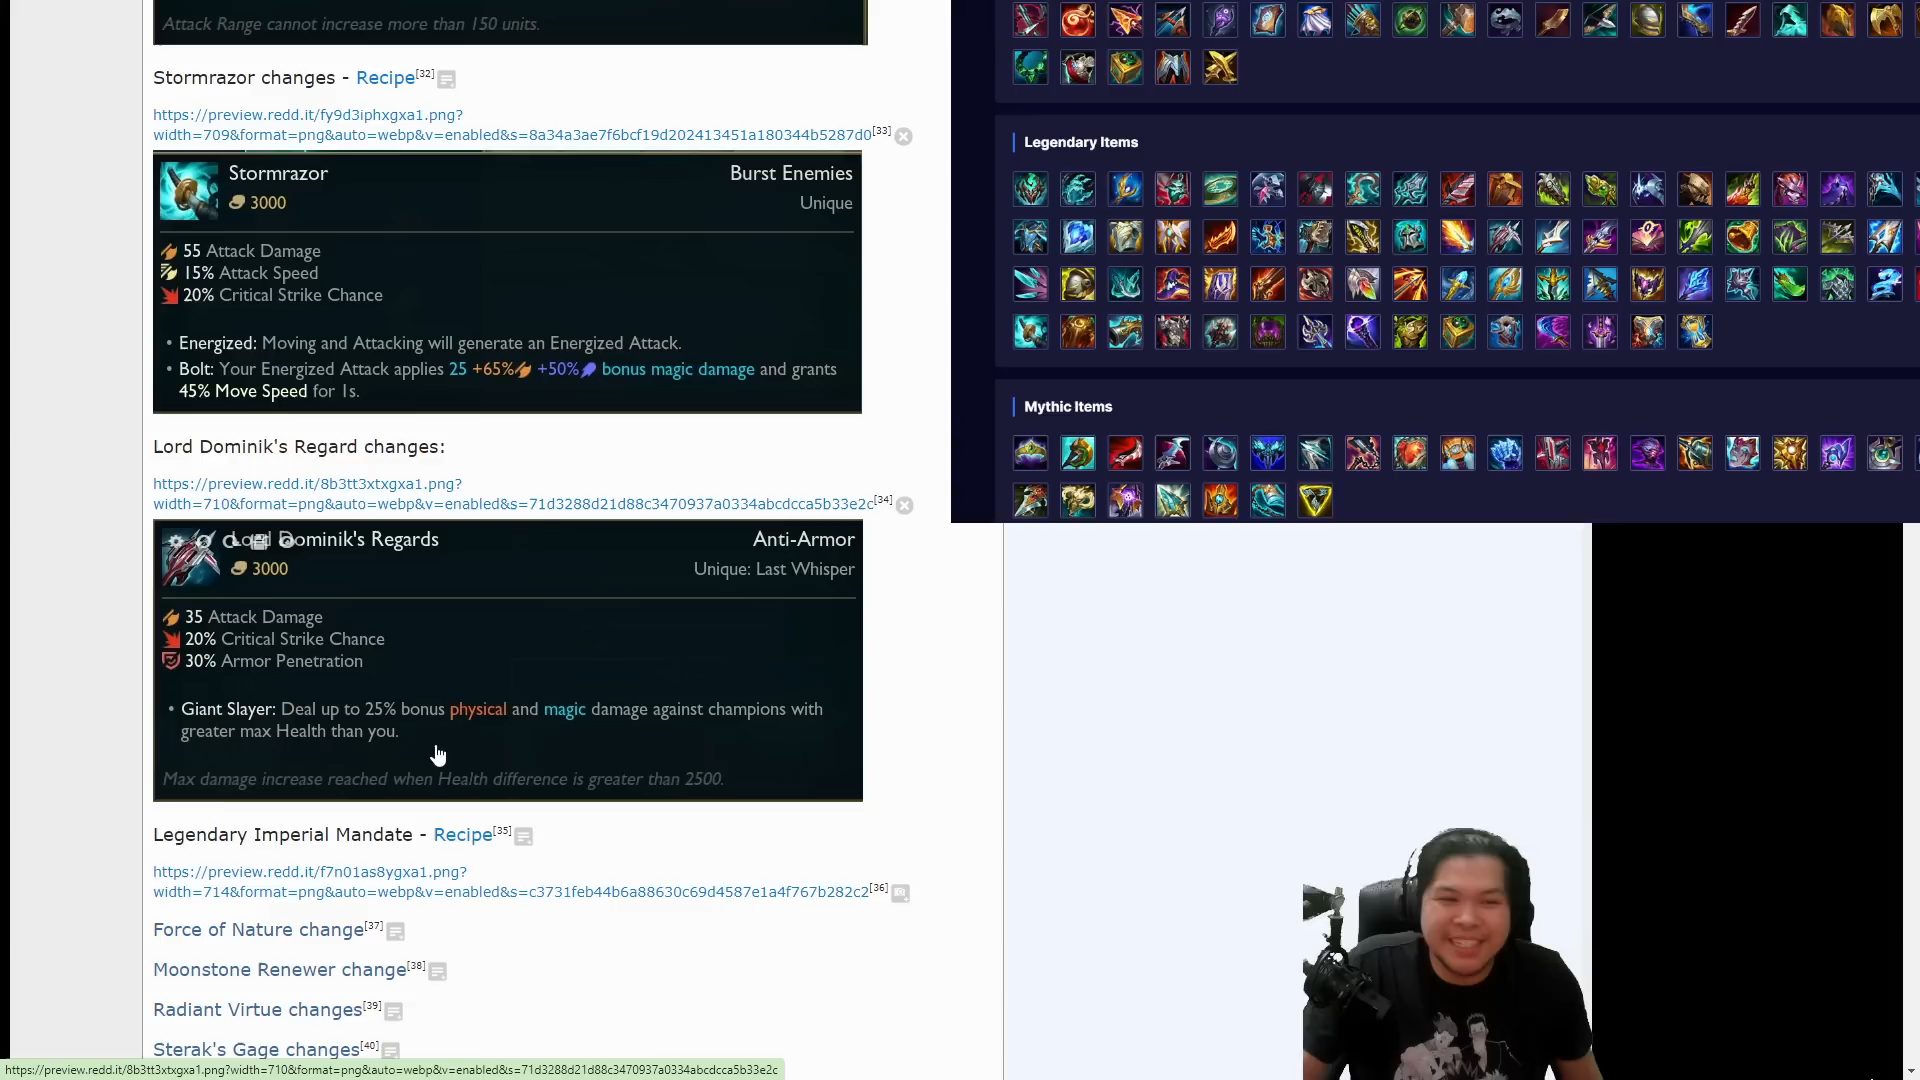 Attack Range cannot increase more than 150 units.
Stormrazor changes - Recipe[32]
https://preview.redd.it/fy9d3iphxgxa1.png?
width=709&format=png&auto=webp&v=enabled&s=8a34a3ae7f6bcf19d202413451a180344b5287d0[33]
Stormrazor
Burst Enemies
3000
Unique
55 Attack Damage
15% Attack Speed
20% Critical Strike Chance
• Energized: Moving and Attacking will generate an Energized Attack.
• Bolt: Your Energized Attack applies 25 +65% +50% bonus magic damage and grants
45% Move Speed for 1s.
Lord Dominik's Regard changes:
https://preview.redd.it/8b3tt3xtxgxa1.png?
width=710&format=png&auto=webp&v=enabled&s=71d3288d21d88c3470937a0334abcdcca5b33e2c[34]
Lord Dominik's Regards
Anti-Armor
3000
Unique: Last Whisper
35 Attack Damage
20% Critical Strike Chance
30% Armor Penetration
• Giant Slayer: Deal up to 25% bonus physical and magic damage against champions with
greater max Health than you.
Max damage increase reached when Health difference is greater than 2500.
Legendary Imperial Mandate - Recipe[35]
https://preview.redd.it/f7n01as8ygxa1.png?
width=714&format=png&auto=webp&v=enabled&s=c3731feb44b6a88630c69d4587e1a4f767b282c2[36]
Force of Nature change[37]
Moonstone Renewer change[38]
Radiant Virtue changes[39]
Sterak's Gage changes[40]
https://preview.redd.it/8b3tt3xtxgxa1.png?width=710&format=png&auto=webp&v=enabled&s=71d3288d21d88c3470937a0334abcdcca5b33e2c
Legendary Items
Mythic Items